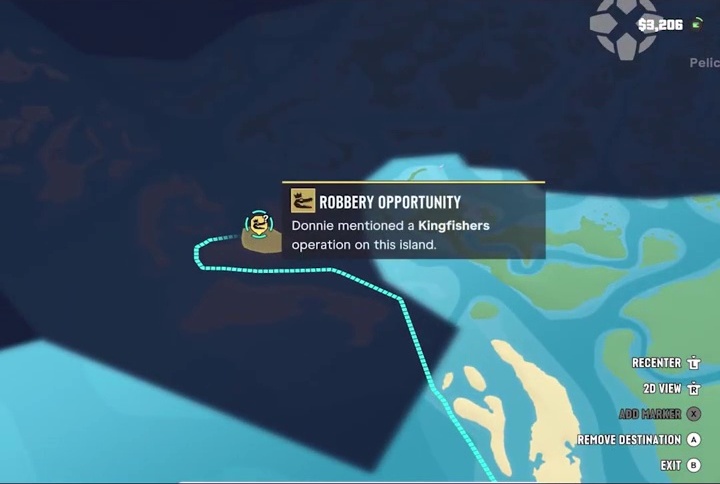 $3,206
Pelic
ROBBERY OPPORTUNITY
Donnie mentioned a Kingfishers
operation on this island.
RECENTER L
2D VIEW R
ADD MARKER X
REMOVE DESTINATION A
EXIT B